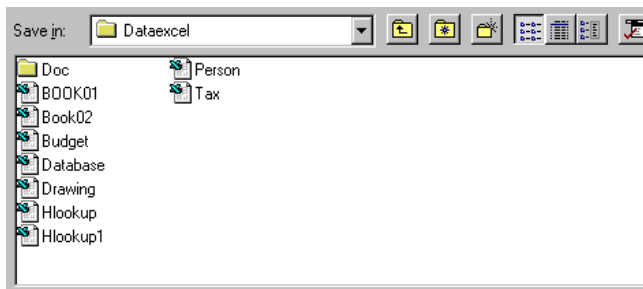 Save in: Dataexcel
Doc
BOOK01
Book02
Budget
Database
Drawing
Hlookup
Hlookup1
Person
Tax